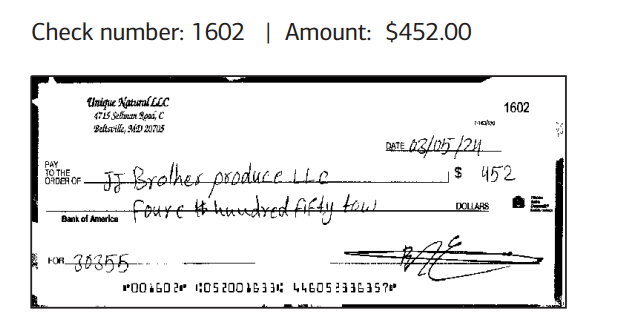 Check number: 1602 | Amount: $452.00
Unique Natural LLC
4715 Sellman Road, C
Beltsville, MD 20705
1602
DATE 03/05/24
PAY
TO THE
ORDER OF JJ Brother produce LLC $ 452
Foure hundred fifty tow DOLLARS
Bank of America
FOR 30355
⑈001602⑈ ⑆052001633⑆ 446052336357⑈